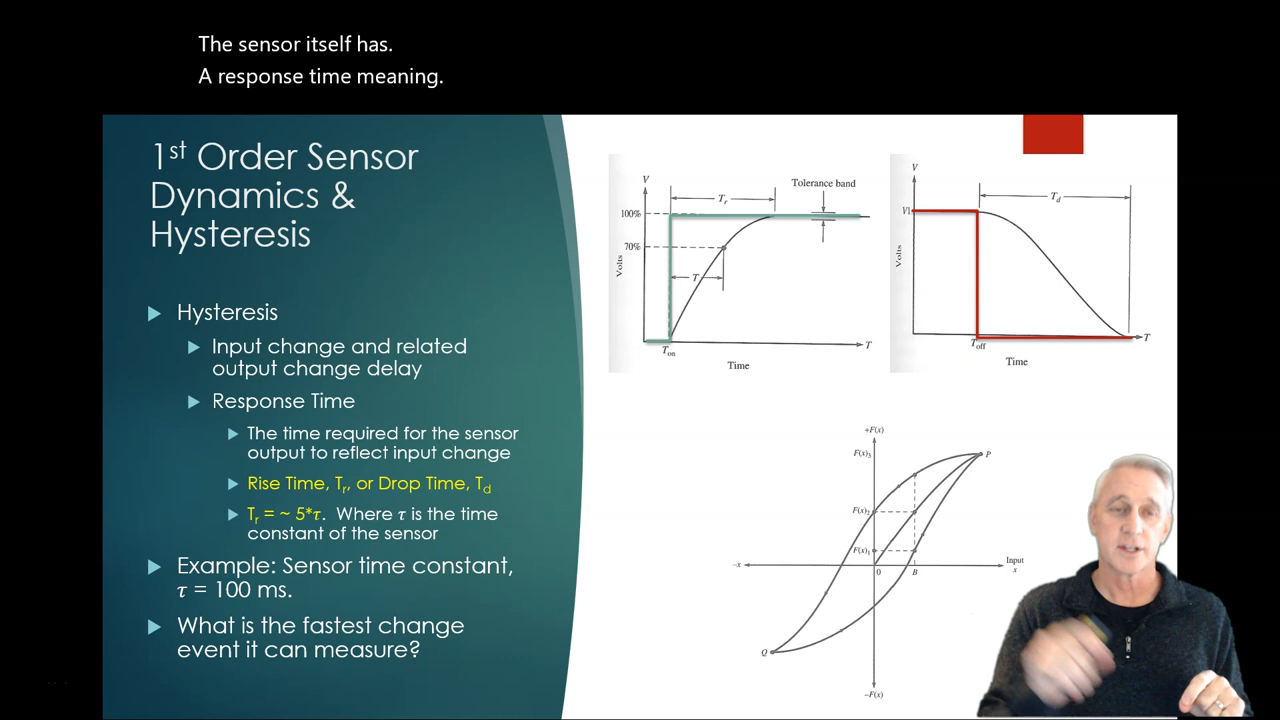 The sensor itself has.
A response time meaning.
1st Order Sensor
Dynamics &
Hysteresis
Hysteresis
Input change and related
output change delay
Response Time
The time required for the sensor
output to reflect input change
Rise Time, Tr, or Drop Time, Td
Tr = ~ 5*τ. Where τ is the time
constant of the sensor
Example: Sensor time constant,
τ = 100 ms.
What is the fastest change
event it can measure?
V
Tr
Tolerance band
100%
70%
Volts
T
Ton
T
Time
V
Td
V1
Volts
Toff
T
Time
+F(x)
F(x)3
P
F(x)2
F(x)1
-x
0
B
Input
x
Q
-F(x)